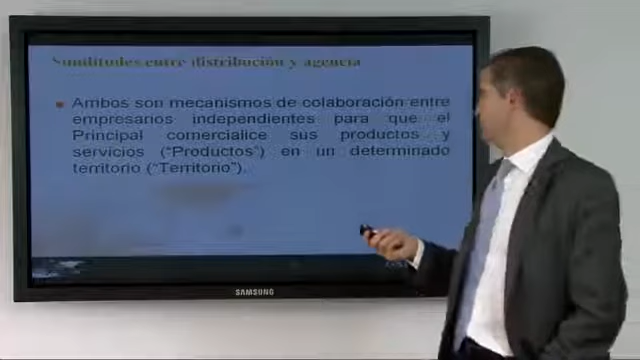 Similitudes entre distribución y agencia
Ambos son mecanismos de colaboración entre
empresarios independientes para que el
Principal comercialice sus productos y
servicios (“Productos”) en un determinado
territorio (“Territorio”).
SAMSUNG